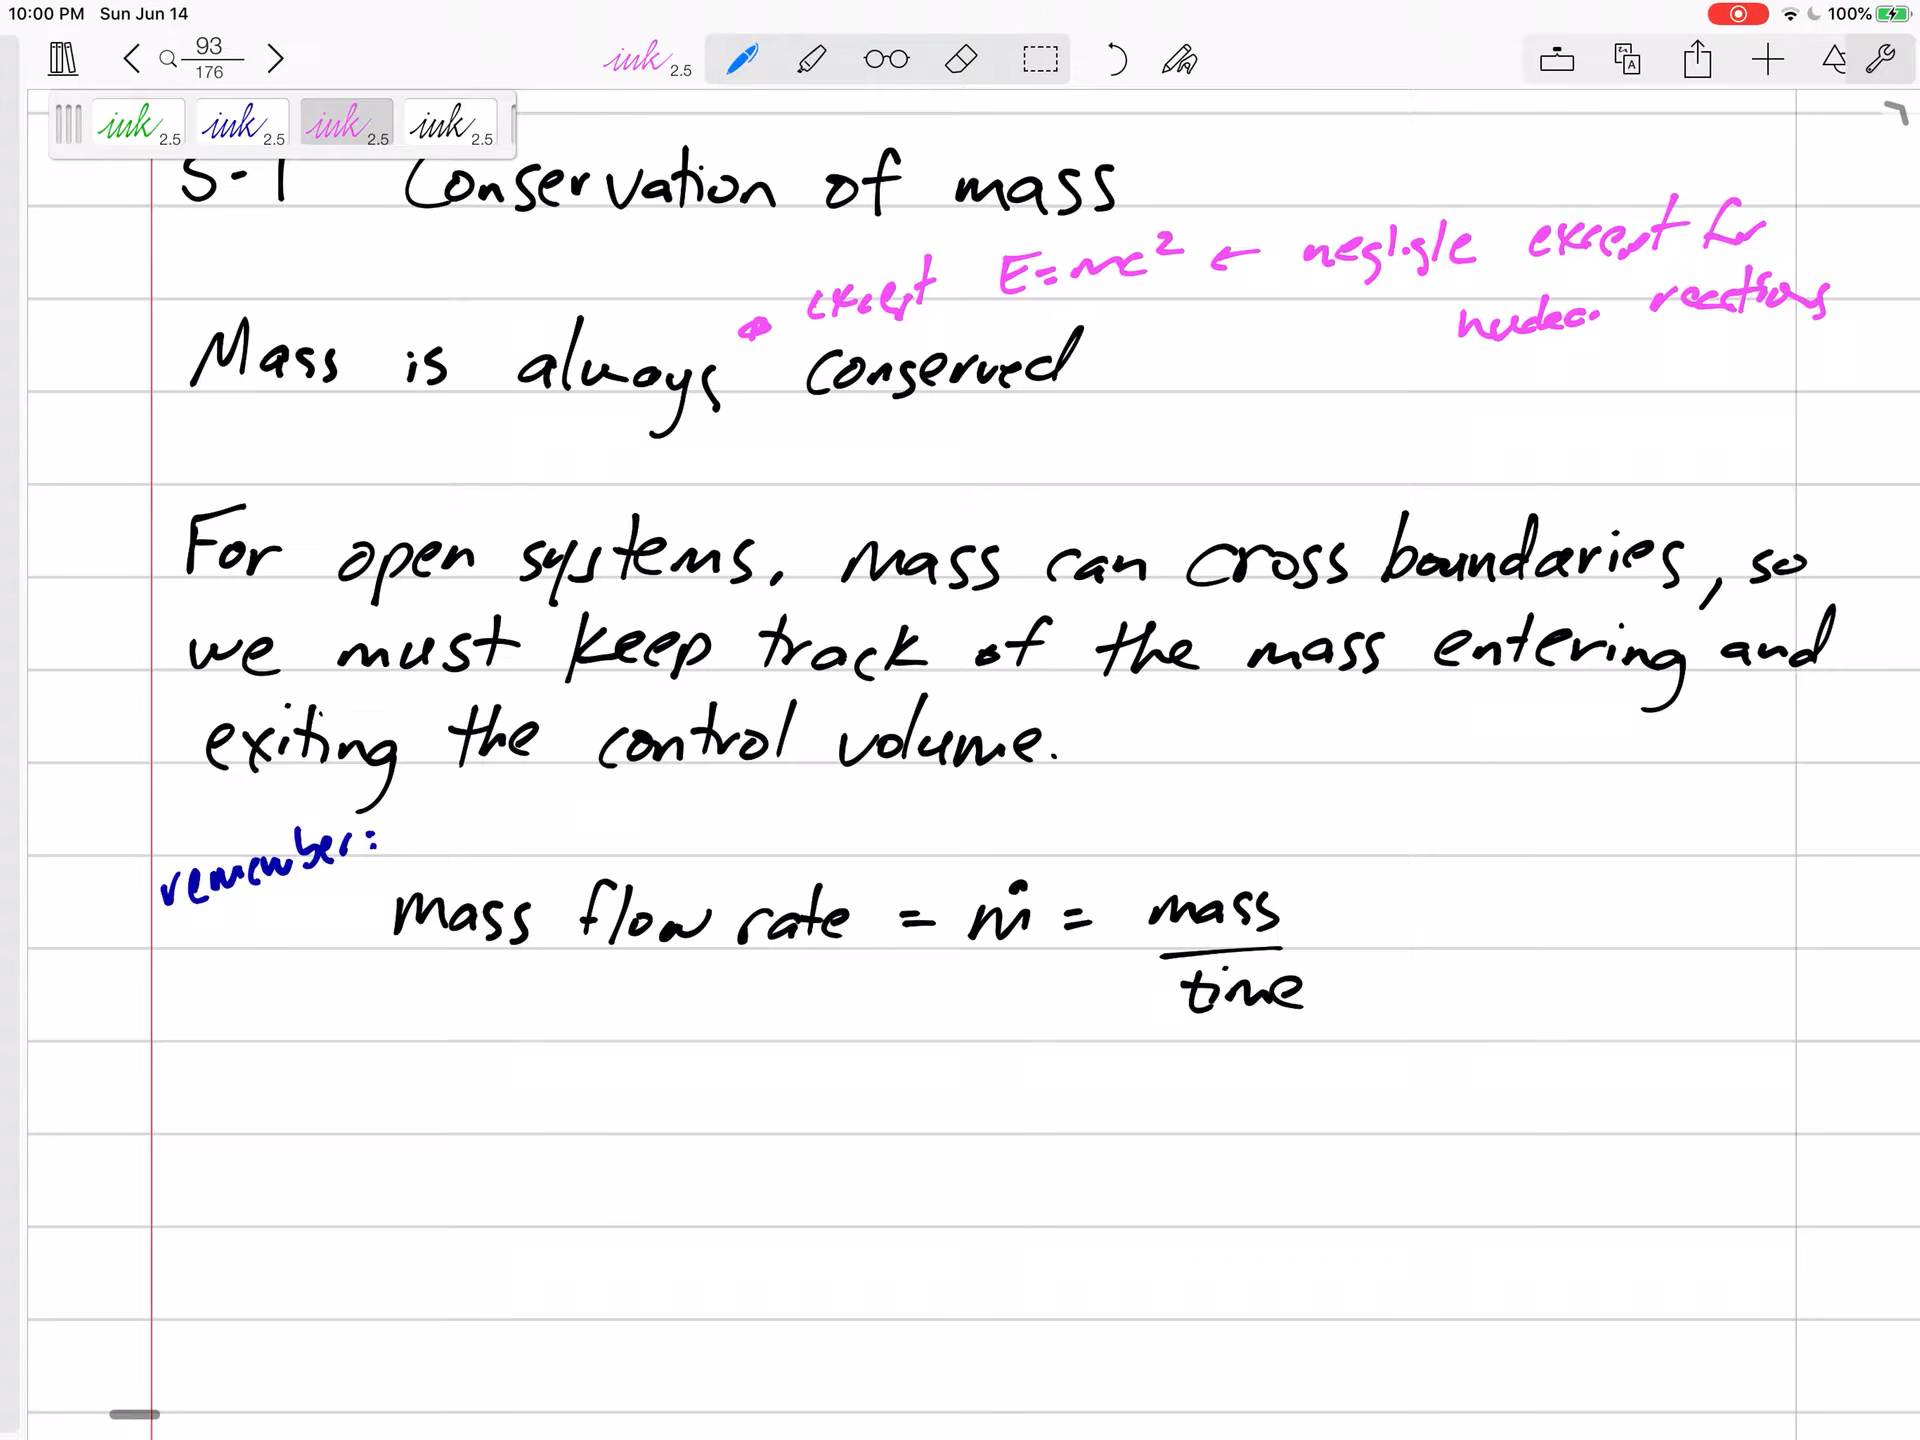 10:00 PM Sun Jun 14
100%
93
176
ink 2.5
ink 2.5 ink 2.5 ink 2.5 ink 2.5
5-1 Conservation of mass
except E=mc² ← neglig.gle except for
reactions
Mass is always * conserved
For open systems, mass can cross boundaries, so
we must keep track of the mass entering and
exiting the control volume.
remember:
mass flow rate = ṁ = mass
time